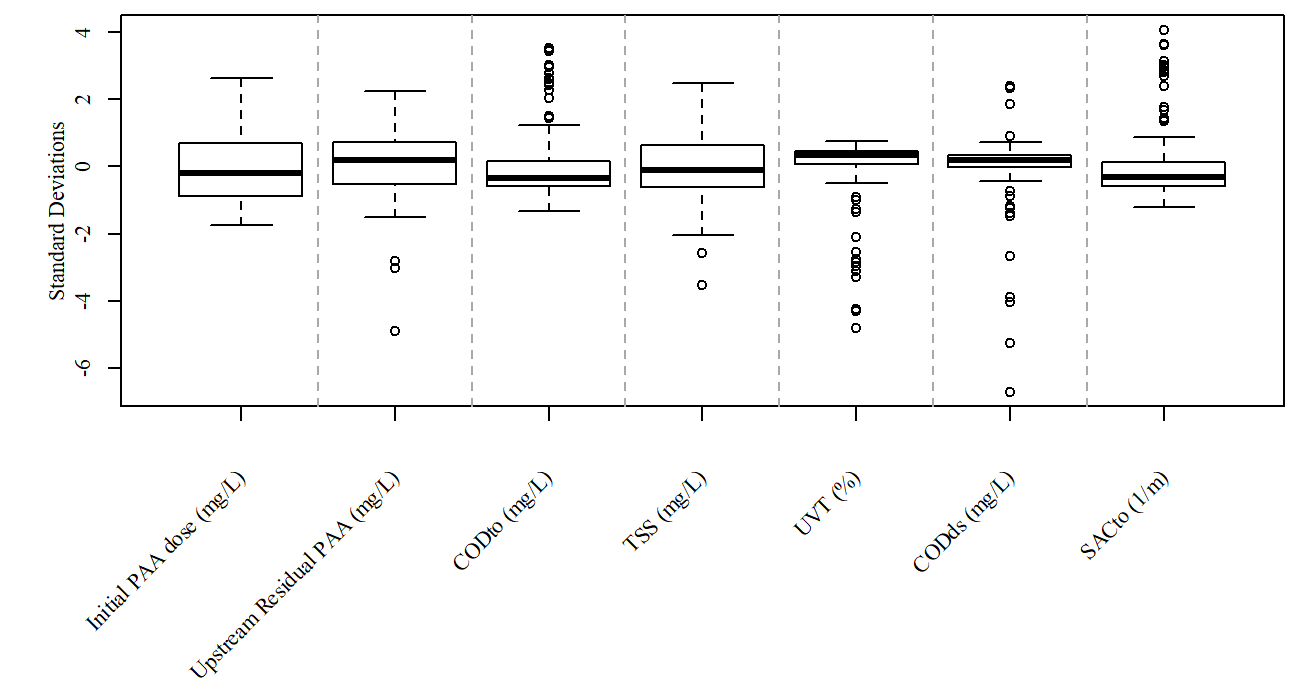 Standard Deviations
4
2
0
-2
-4
-6
Initial PAA dose (mg/L)
Upstream Residual PAA (mg/L)
CODto (mg/L)
TSS (mg/L)
UVT (%)
CODds (mg/L)
SACto (1/m)